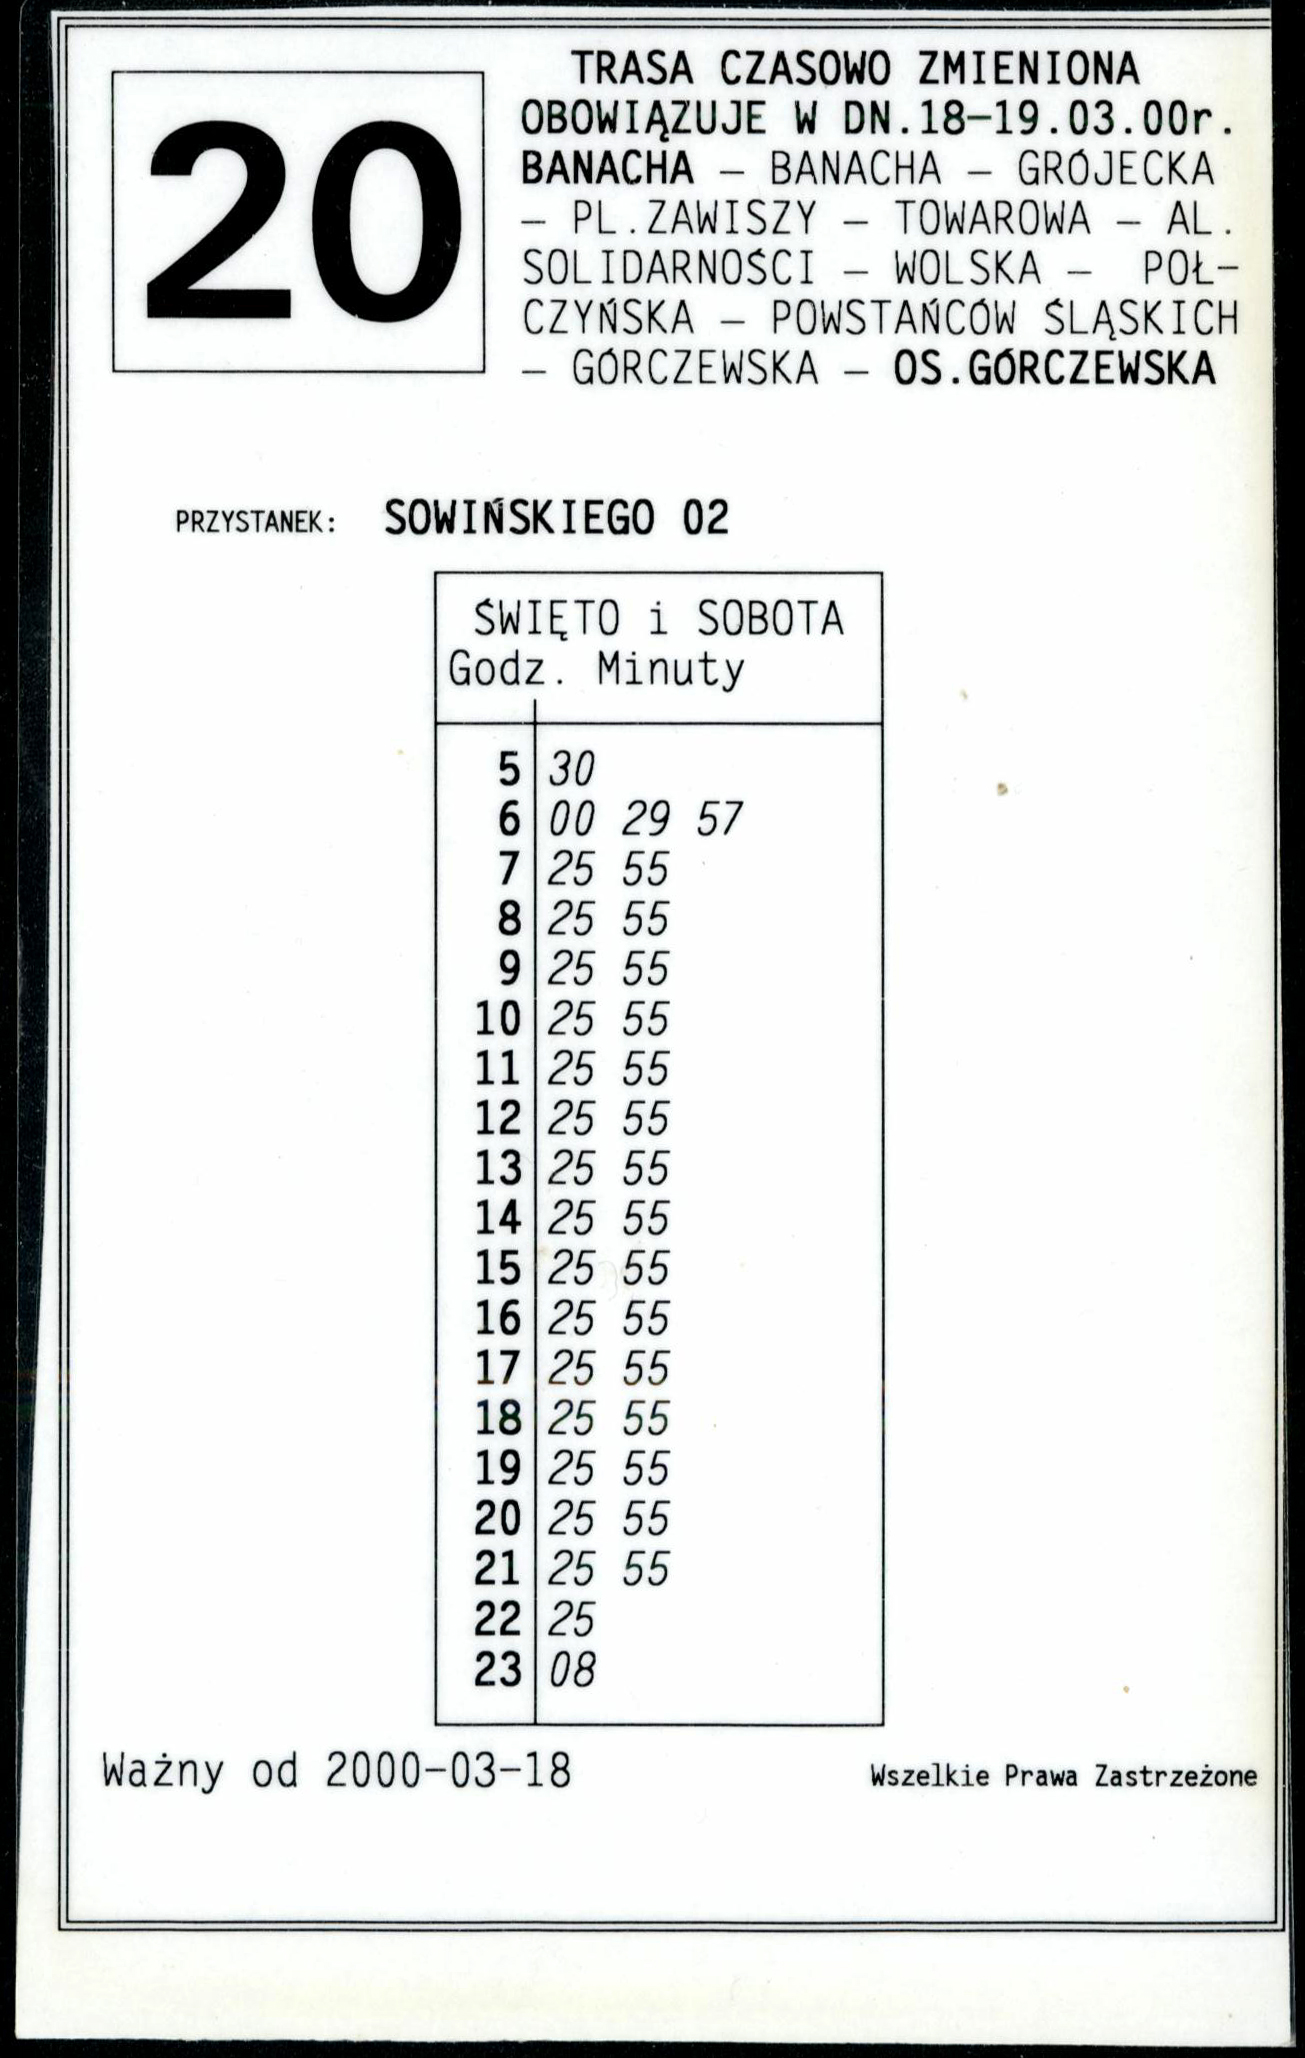 20
TRASA CZASOWO ZMIENIONA
OBOWIĄZUJE W DN.18-19.03.00r.
BANACHA – BANACHA – GRÓJECKA
– PL.ZAWISZY – TOWAROWA – AL.
SOLIDARNOŚCI – WOLSKA – POŁ-
CZYŃSKA – POWSTAŃCÓW ŚLĄSKICH
– GÓRCZEWSKA – OS.GÓRCZEWSKA
PRZYSTANEK: SOWIŃSKIEGO 02
ŚWIĘTO i SOBOTA
Godz. Minuty
5 30
6 00 29 57
7 25 55
8 25 55
9 25 55
10 25 55
11 25 55
12 25 55
13 25 55
14 25 55
15 25 55
16 25 55
17 25 55
18 25 55
19 25 55
20 25 55
21 25 55
22 25
23 08
Ważny od 2000-03-18
Wszelkie Prawa Zastrzeżone